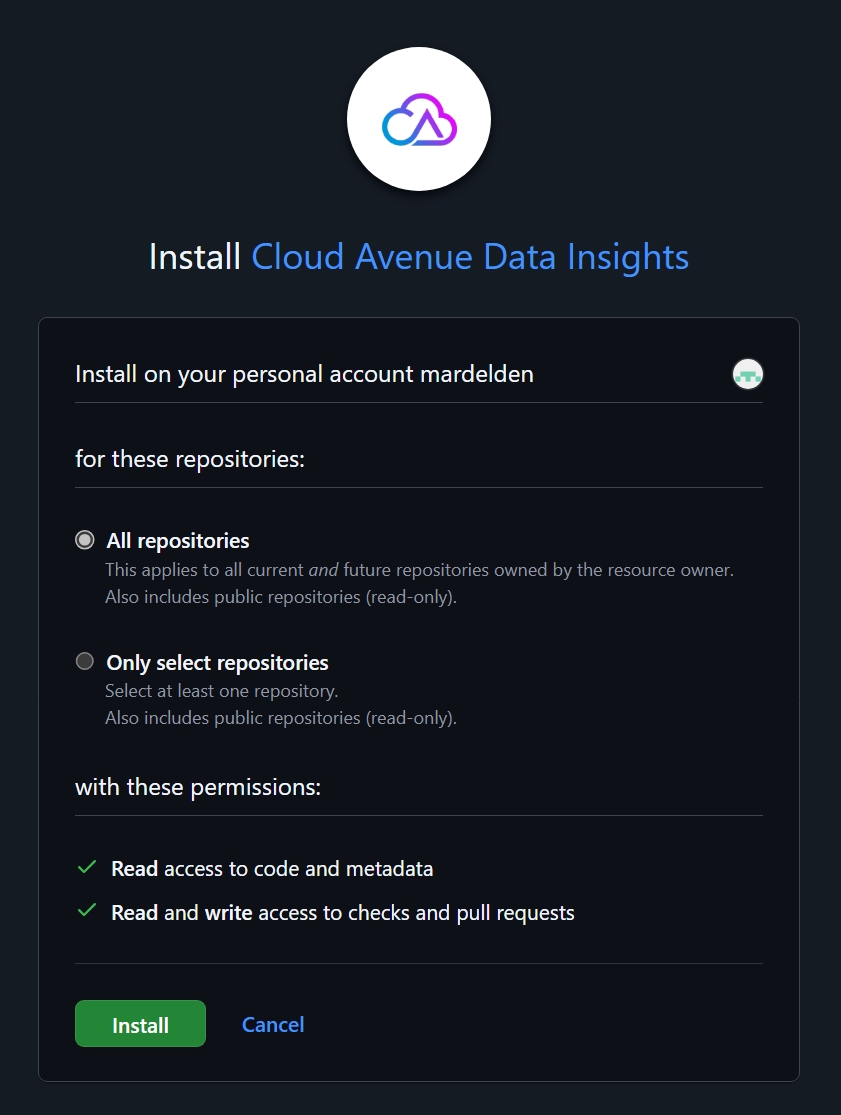 Install Cloud Avenue Data Insights
Install on your personal account mardelden
for these repositories:
All repositories
This applies to all current and future repositories owned by the resource owner.
Also includes public repositories (read-only).
Only select repositories
Select at least one repository.
Also includes public repositories (read-only).
with these permissions:
Read access to code and metadata
Read and write access to checks and pull requests
Install Cancel